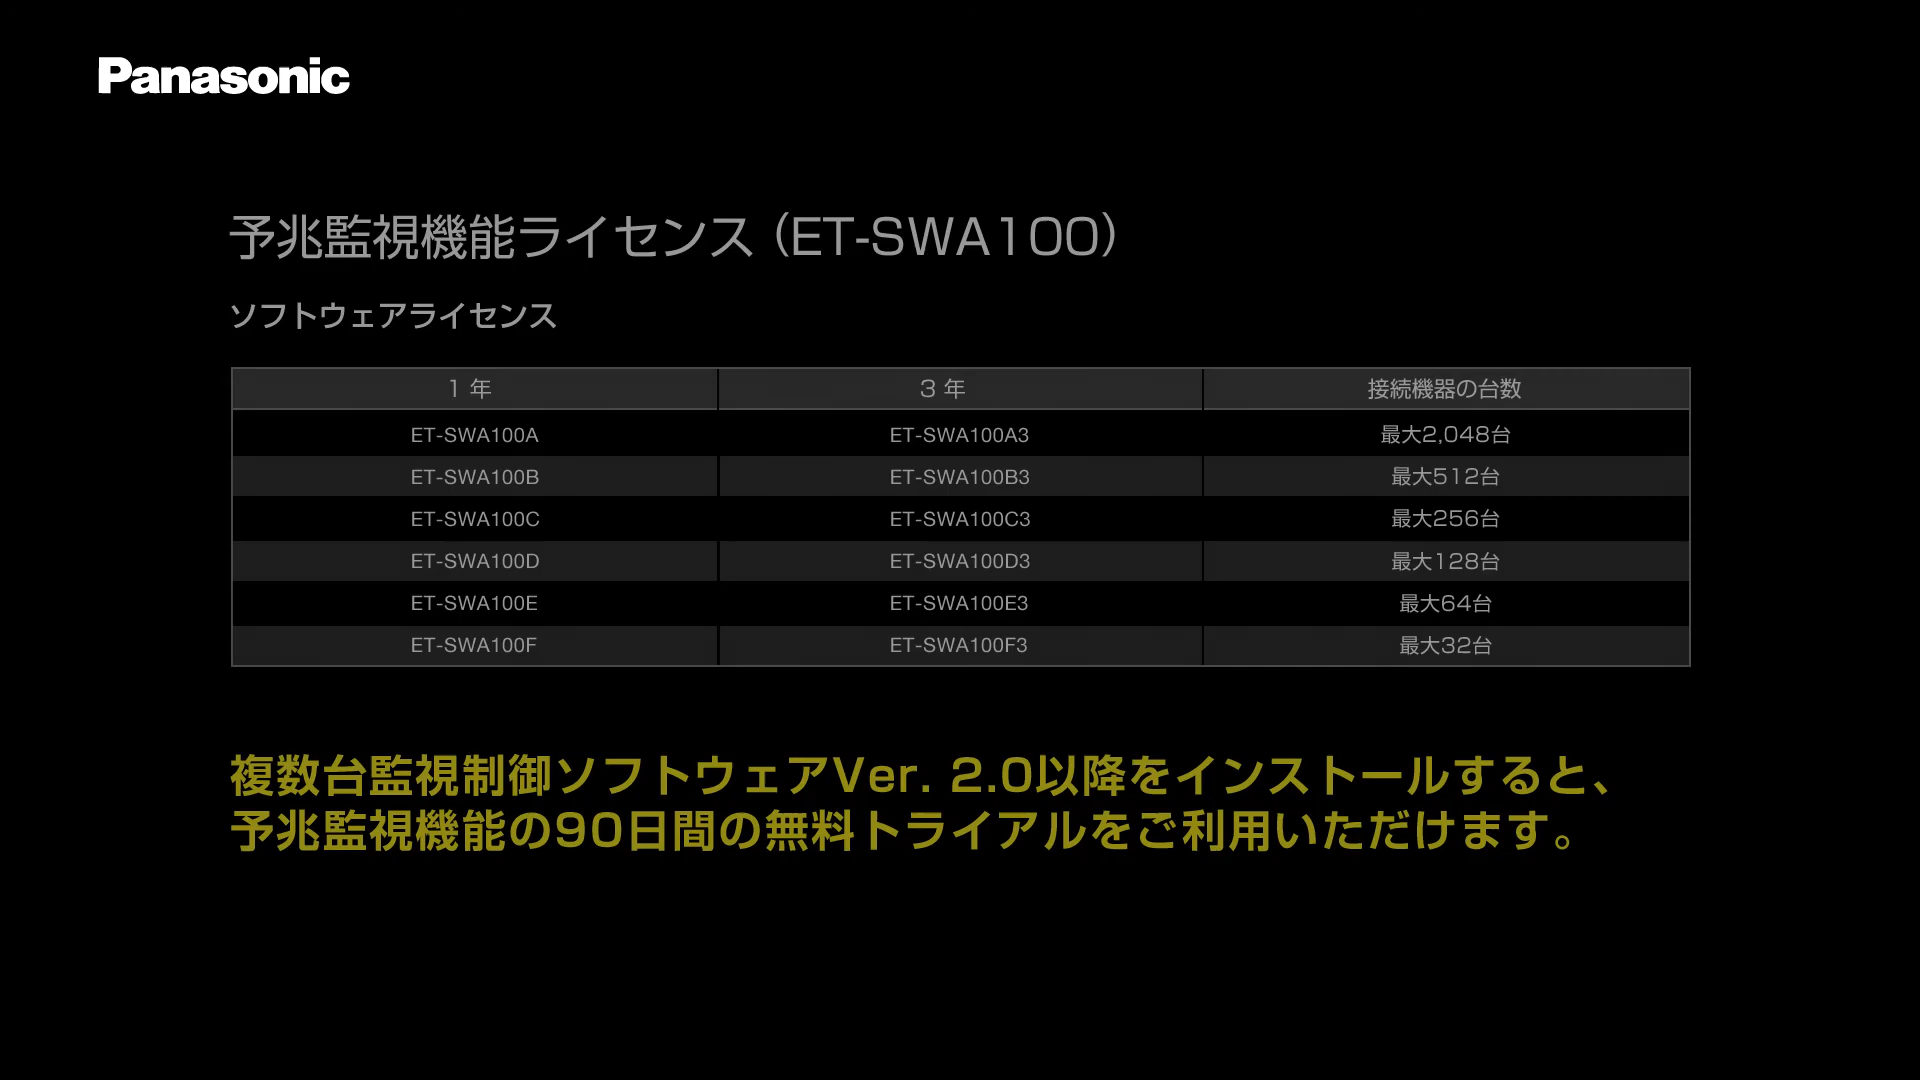 Panasonic
予兆監視機能ライセンス（ET-SWA100）
ソフトウェアライセンス
1 年 3 年 接続機器の台数
ET-SWA100A ET-SWA100A3 最大2,048台
ET-SWA100B ET-SWA100B3 最大512台
ET-SWA100C ET-SWA100C3 最大256台
ET-SWA100D ET-SWA100D3 最大128台
ET-SWA100E ET-SWA100E3 最大64台
ET-SWA100F ET-SWA100F3 最大32台
複数台監視制御ソフトウェアVer. 2.0以降をインストールすると、
予兆監視機能の90日間の無料トライアルをご利用いただけます。